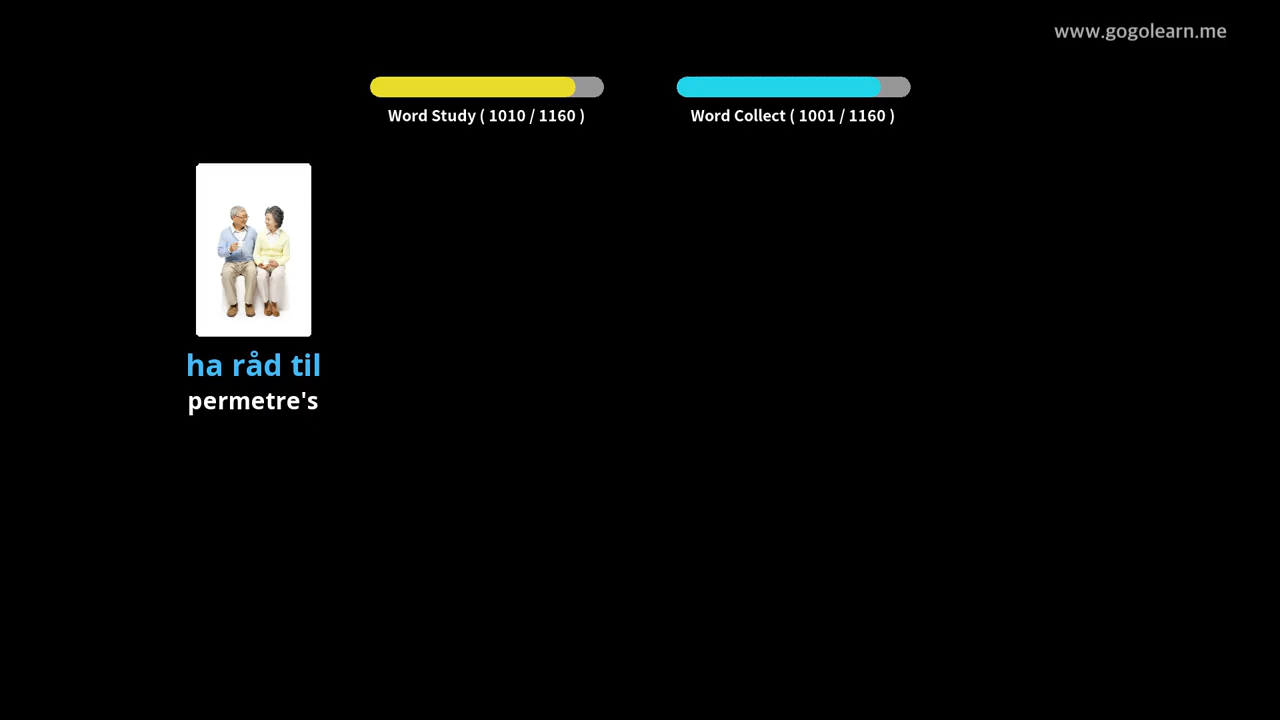 www.gogolearn.me
Word Study ( 1010 / 1160 )
Word Collect ( 1001 / 1160 )
ha råd til
permetre's